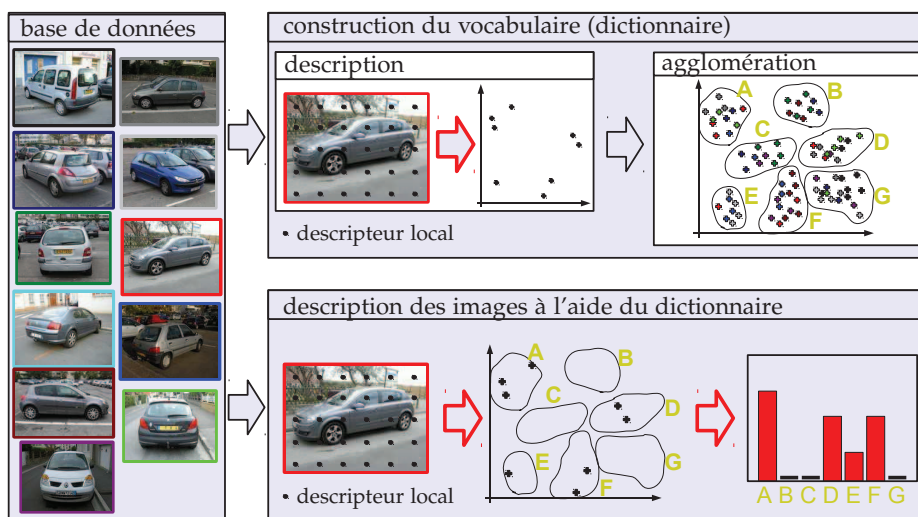 base de données
construction du vocabulaire (dictionnaire)
description
agglomération
A
B
C
D
E
F
G
descripteur local
description des images à l'aide du dictionnaire
A
B
C
D
E
F
G
descripteur local
A B C D E F G